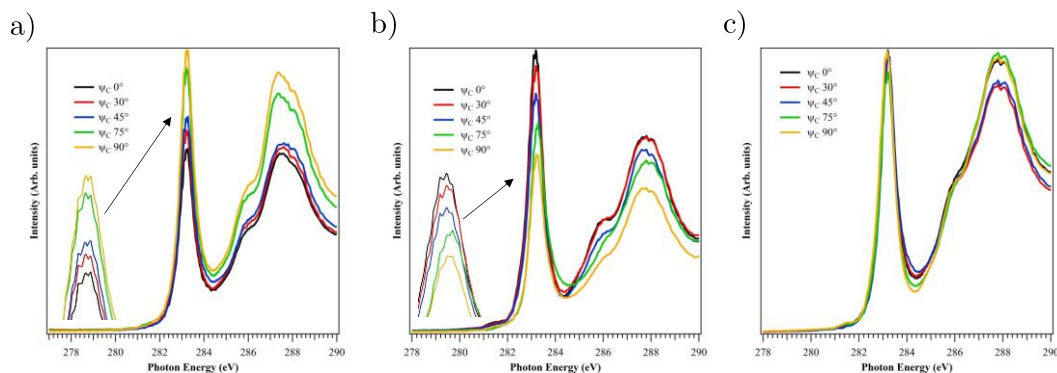 a)
Intensity (Arb. units)
ψC 0°
ψC 30°
ψC 45°
ψC 75°
ψC 90°
278 280 282 284 286 288 290
Photon Energy (eV)
b)
Intensity (Arb. units)
ψC 0°
ψC 30°
ψC 45°
ψC 75°
ψC 90°
278 280 282 284 286 288 290
Photon Energy (eV)
c)
Intensity (Arb. units)
ψC 0°
ψC 30°
ψC 45°
ψC 75°
ψC 90°
278 280 282 284 286 288 290
Photon Energy (eV)